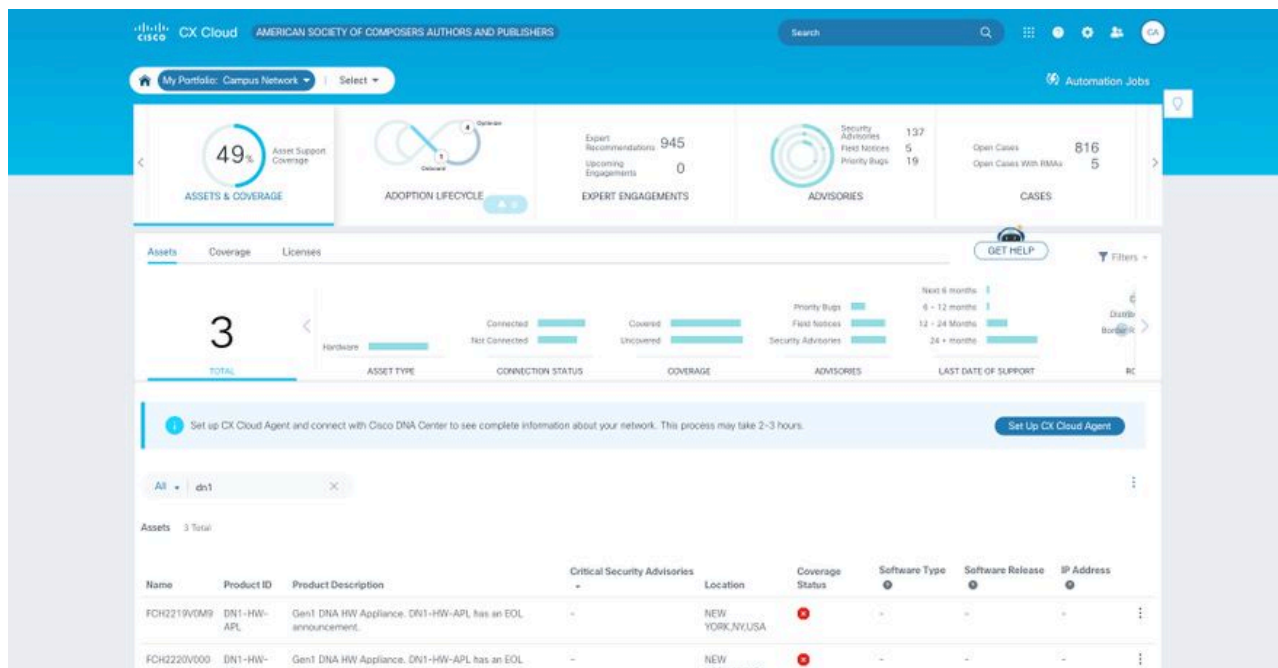 CISCO CX Cloud AMERICAN SOCIETY OF COMPOSERS AUTHORS AND PUBLISHERS Search CA
My Portfolio: Campus Network Select Automation Jobs
49% Asset Support Coverage
ASSETS & COVERAGE
4 Optimize
1 Onboard
ADOPTION LIFECYCLE
Expert Recommendations 945
Upcoming Engagements 0
EXPERT ENGAGEMENTS
Security Advisories 137
Field Notices 5
Priority Bugs 19
ADVISORIES
Open Cases 816
Open Cases With RMAs 5
CASES
Assets Coverage Licenses
GET HELP
Filters
3
TOTAL
Hardware
ASSET TYPE
Connected
Not Connected
CONNECTION STATUS
Covered
Uncovered
COVERAGE
Priority Bugs
Field Notices
Security Advisories
ADVISORIES
Next 6 months
6 - 12 months
12 - 24 Months
24 + months
LAST DATE OF SUPPORT
Set up CX Cloud Agent and connect with Cisco DNA Center to see complete information about your network. This process may take 2-3 hours. Set Up CX Cloud Agent
All dn1
Assets 3 Total
Name Product ID Product Description Critical Security Advisories Location Coverage Status Software Type Software Release IP Address
FCH2219V0M9 DN1-HW-APL Gen1 DNA HW Appliance. DN1-HW-APL has an EOL announcement. - NEW YORK,NY,USA - - -
FCH2220V000 DN1-HW- Gen1 DNA HW Appliance. DN1-HW-APL has an EOL - NEW - - -